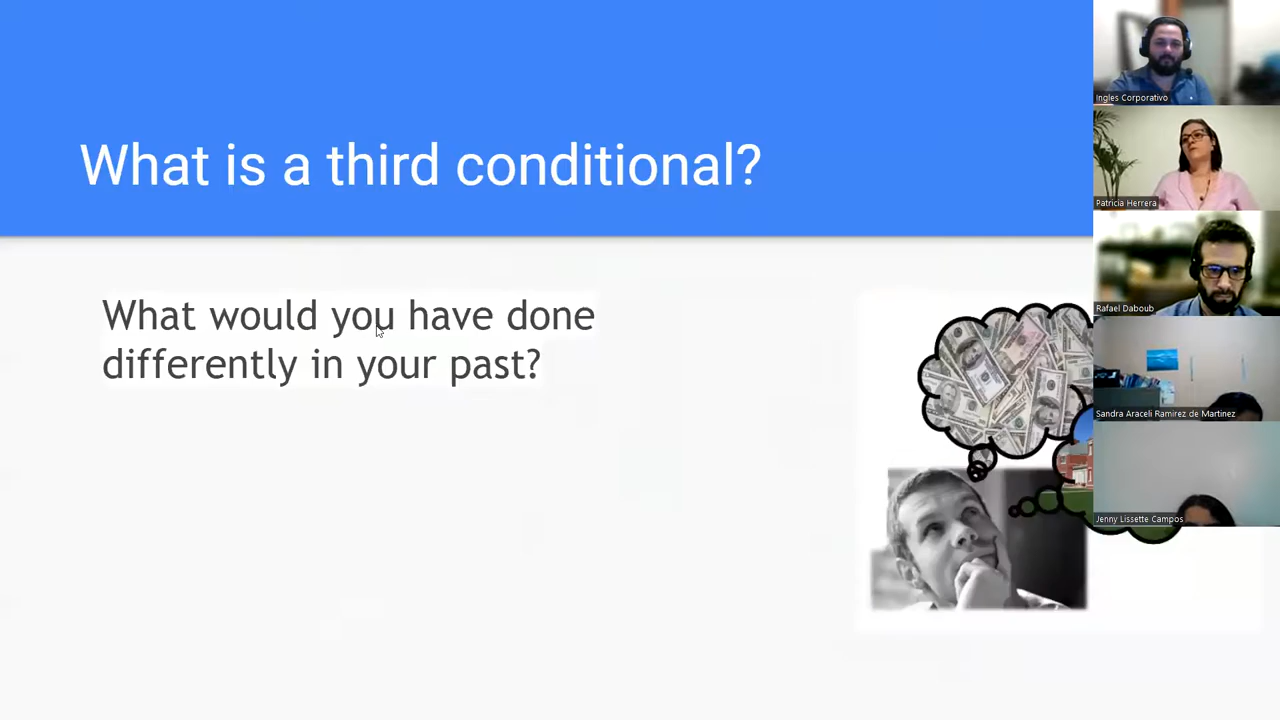 What is a third conditional?
What would you have done
differently in your past?
Ingles Corporativo
Patricia Herrera
Rafael Daboub
Sandra Araceli Ramirez de Martinez
Jenny Lissette Campos